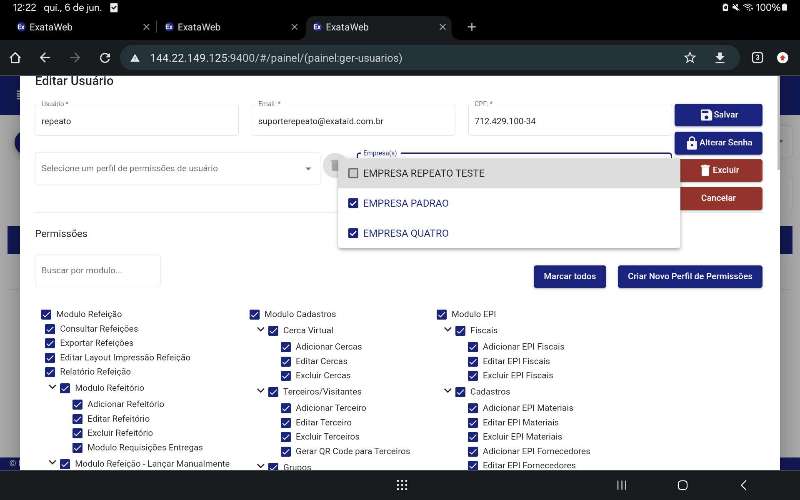 12:22 qui., 6 de jun.
100%
ExataWeb
ExataWeb
ExataWeb
144.22.149.125:9400/#/painel/(painel:ger-usuarios)
3
Editar Usuário
Usuário *
Email *
CPF: *
repeato
suporterepeato@exataid.com.br
712.429.100-34
Salvar
Alterar Senha
Excluir
Cancelar
Selecione um perfil de permissões de usuário
Empresa(s)
EMPRESA REPEATO TESTE
EMPRESA PADRAO
EMPRESA QUATRO
Permissões
Buscar por modulo...
Marcar todos
Criar Novo Perfil de Permissões
Modulo Refeição
Consultar Refeições
Exportar Refeições
Editar Layout Impressão Refeição
Relatório Refeição
Modulo Refeitório
Adicionar Refeitório
Editar Refeitório
Excluir Refeitório
Modulo Requisições Entregas
Modulo Refeição - Lançar Manualmente
Modulo Cadastros
Cerca Virtual
Adicionar Cercas
Editar Cercas
Excluir Cercas
Terceiros/Visitantes
Adicionar Terceiro
Editar Terceiro
Excluir Terceiros
Gerar QR Code para Terceiros
Grupos
Modulo EPI
Fiscais
Adicionar EPI Fiscais
Editar EPI Fiscais
Excluir EPI Fiscais
Cadastros
Adicionar EPI Materiais
Editar EPI Materiais
Excluir EPI Materiais
Adicionar EPI Fornecedores
Editar EPI Fornecedores